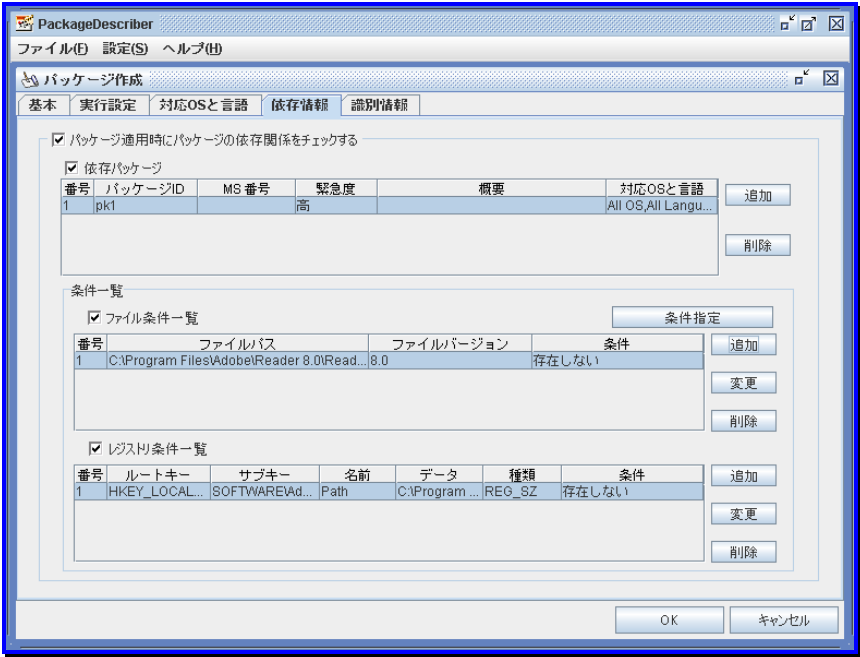 PackageDescriber
ファイル(F) 設定(S) ヘルプ(H)
パッケージ作成
基本 実行設定 対応OSと言語 依存情報 識別情報
パッケージ適用時にパッケージの依存関係をチェックする
依存パッケージ
番号 パッケージID MS 番号 緊急度 概要 対応OSと言語
1 pk1 高 All OS,All Langu...
追加
削除
条件一覧
ファイル条件一覧
条件指定
番号 ファイルパス ファイルバージョン 条件
1 C:\Program Files\Adobe\Reader 8.0\Read... 8.0 存在しない
追加
変更
削除
レジストリ条件一覧
番号 ルートキー サブキー 名前 データ 種類 条件
1 HKEY_LOCAL... SOFTWARE\Ad... Path C:\Program ... REG_SZ 存在しない
追加
変更
削除
OK キャンセル